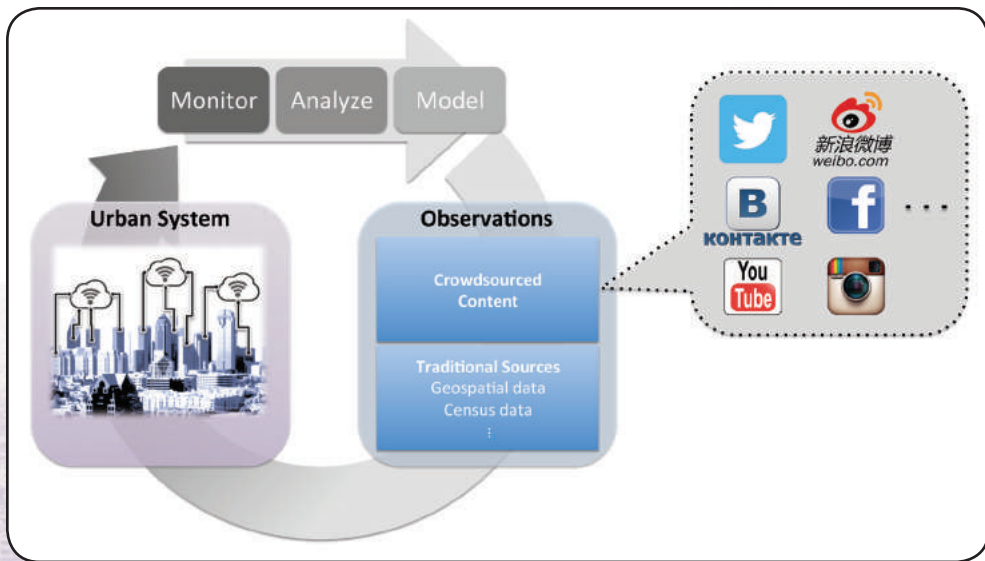 Monitor
Analyze
Model
Urban System
Observations
Crowdsourced
Content
Traditional Sources
Geospatial data
Census data
⋮
新浪微博
weibo.com
B
контакте
f
. . .
You
Tube